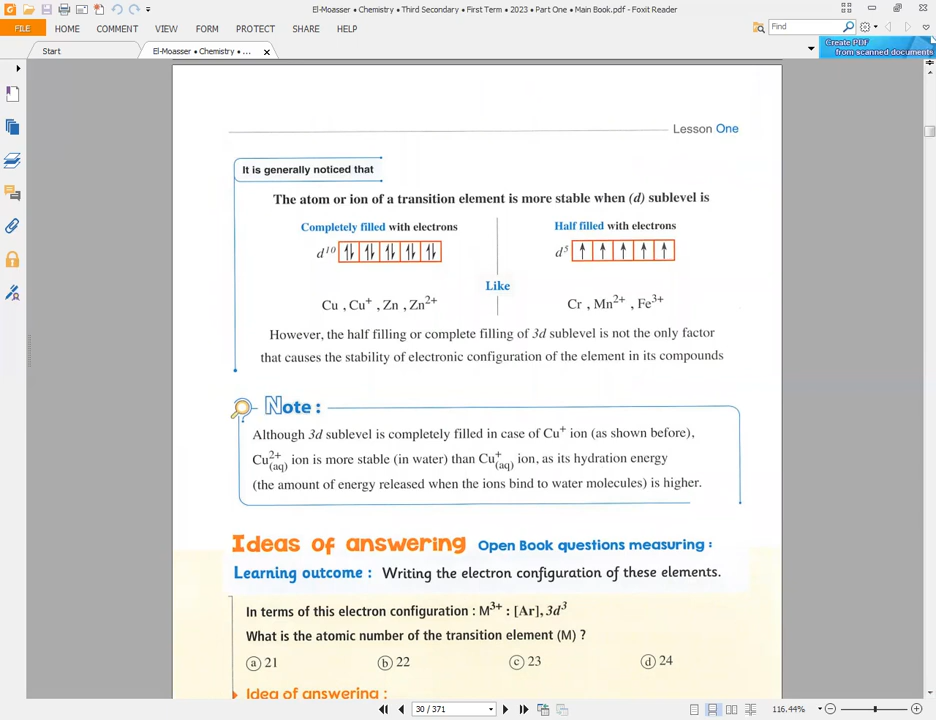 El-Moasser • Chemistry • Third Secondary • First Term • 2023 • Part One • Main Book.pdf - Foxit Reader
FILE HOME COMMENT VIEW FORM PROTECT SHARE HELP
Find
Start
El-Moasser • Chemistry • ...
Create PDF
from scanned documents
Lesson One
It is generally noticed that
The atom or ion of a transition element is more stable when (d) sublevel is
Completely filled with electrons
Half filled with electrons
d¹⁰
d⁵
Like
Cu , Cu⁺ , Zn , Zn²⁺
Cr , Mn²⁺ , Fe³⁺
However, the half filling or complete filling of 3d sublevel is not the only factor
that causes the stability of electronic configuration of the element in its compounds
Note :
Although 3d sublevel is completely filled in case of Cu⁺ ion (as shown before),
Cu²⁺(aq) ion is more stable (in water) than Cu⁺(aq) ion, as its hydration energy
(the amount of energy released when the ions bind to water molecules) is higher.
Ideas of answering Open Book questions measuring :
Learning outcome : Writing the electron configuration of these elements.
In terms of this electron configuration : M³⁺ : [Ar], 3d³
What is the atomic number of the transition element (M) ?
a 21 b 22 c 23 d 24
Idea of answering :
30 / 371
116.44%